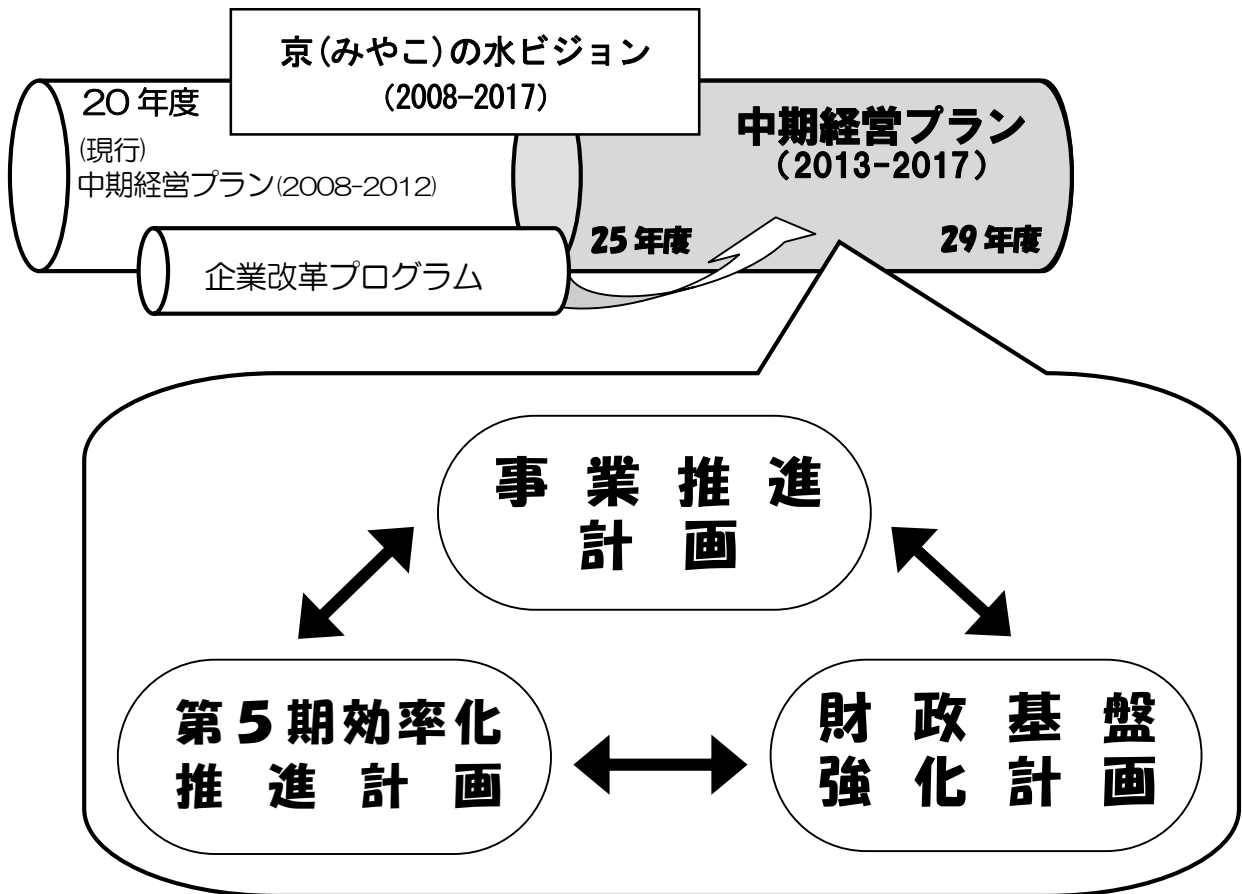 京(みやこ)の水ビジョン
(2008-2017)
20年度
(現行)
中期経営プラン(2008-2012)
中期経営プラン
(2013-2017)
25年度
29年度
企業改革プログラム
事業推進
計画
第5期効率化
推進計画
財政基盤
強化計画